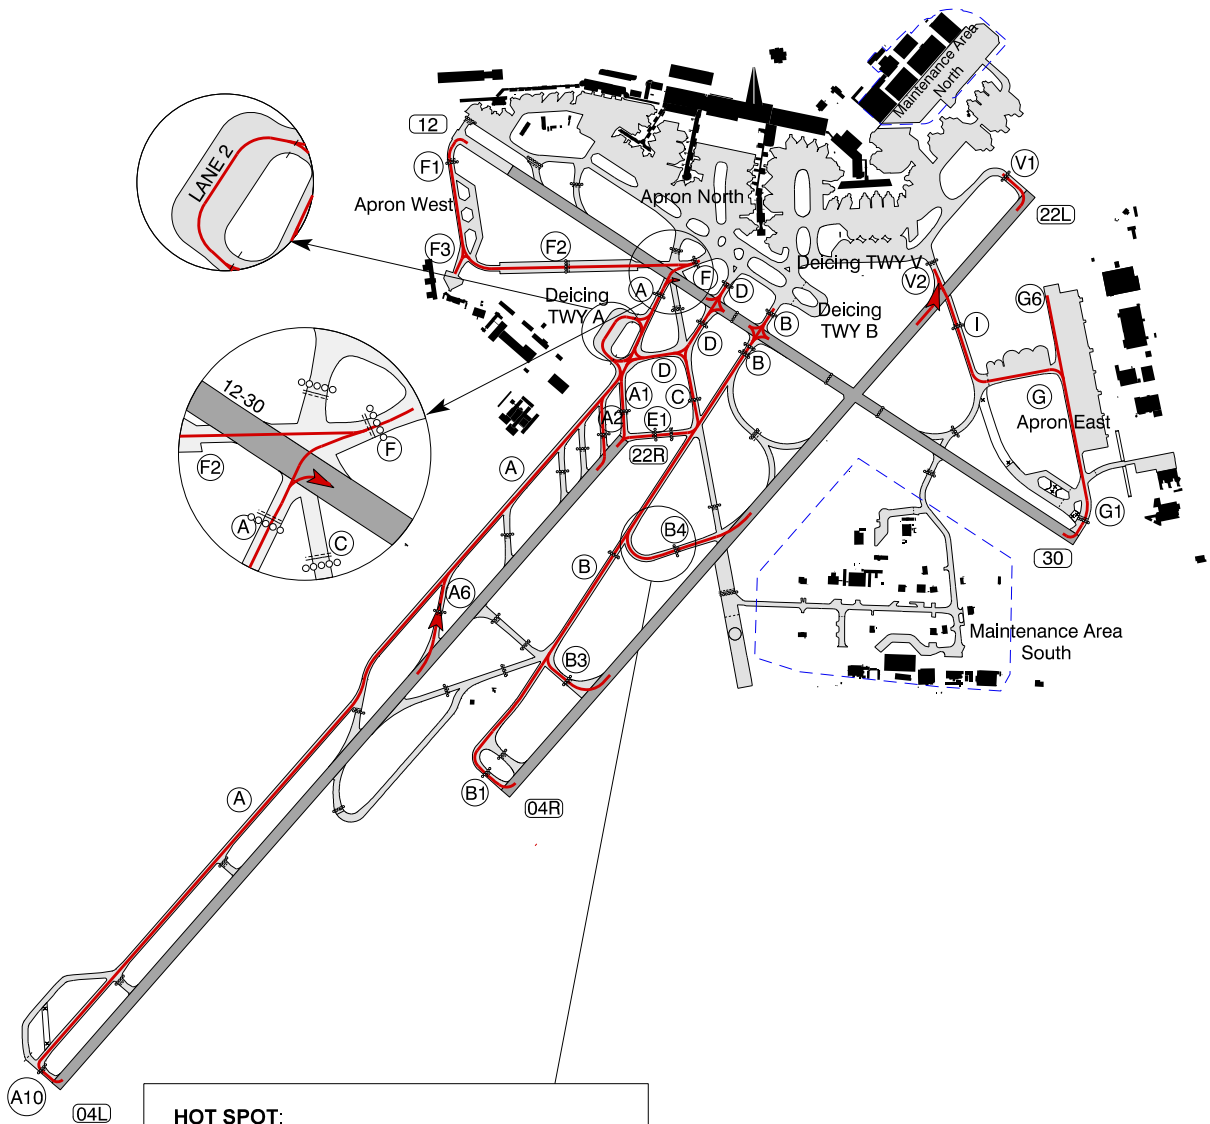 Maintenance Area
North
12
LANE 2
F1
V1
Apron West
Apron North
22L
F3
F2
F
Deicing TWY V
V2
G6
A
D
Deicing
TWY A
B
Deicing
TWY B
I
D
B
D
12-30
A1
C
G
A2
E1
Apron East
F
22R
F2
A
A
C
G1
B4
30
B
A6
Maintenance Area
South
B3
A
B1
04R
A10
04L
HOT SPOT: